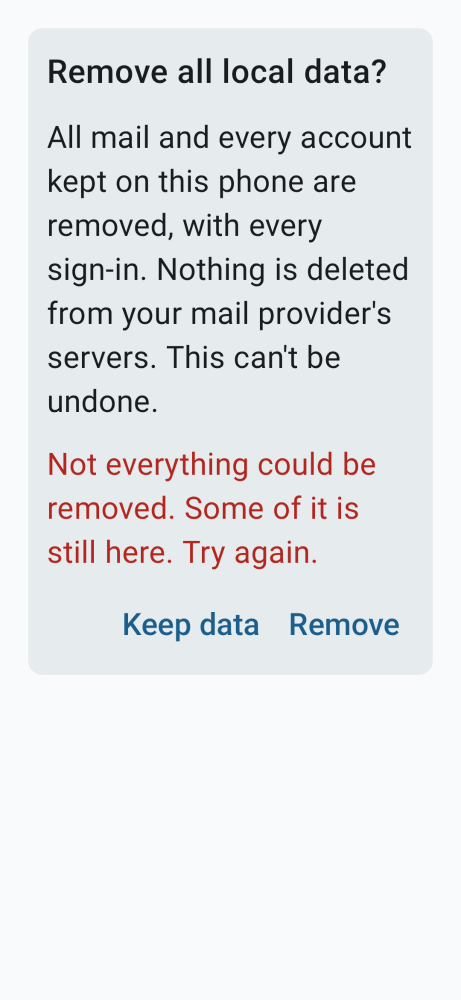 Remove all local data?
All mail and every account
kept on this phone are
removed, with every
sign-in. Nothing is deleted
from your mail provider's
servers. This can't be
undone.
Not everything could be
removed. Some of it is
still here. Try again.
Keep data Remove